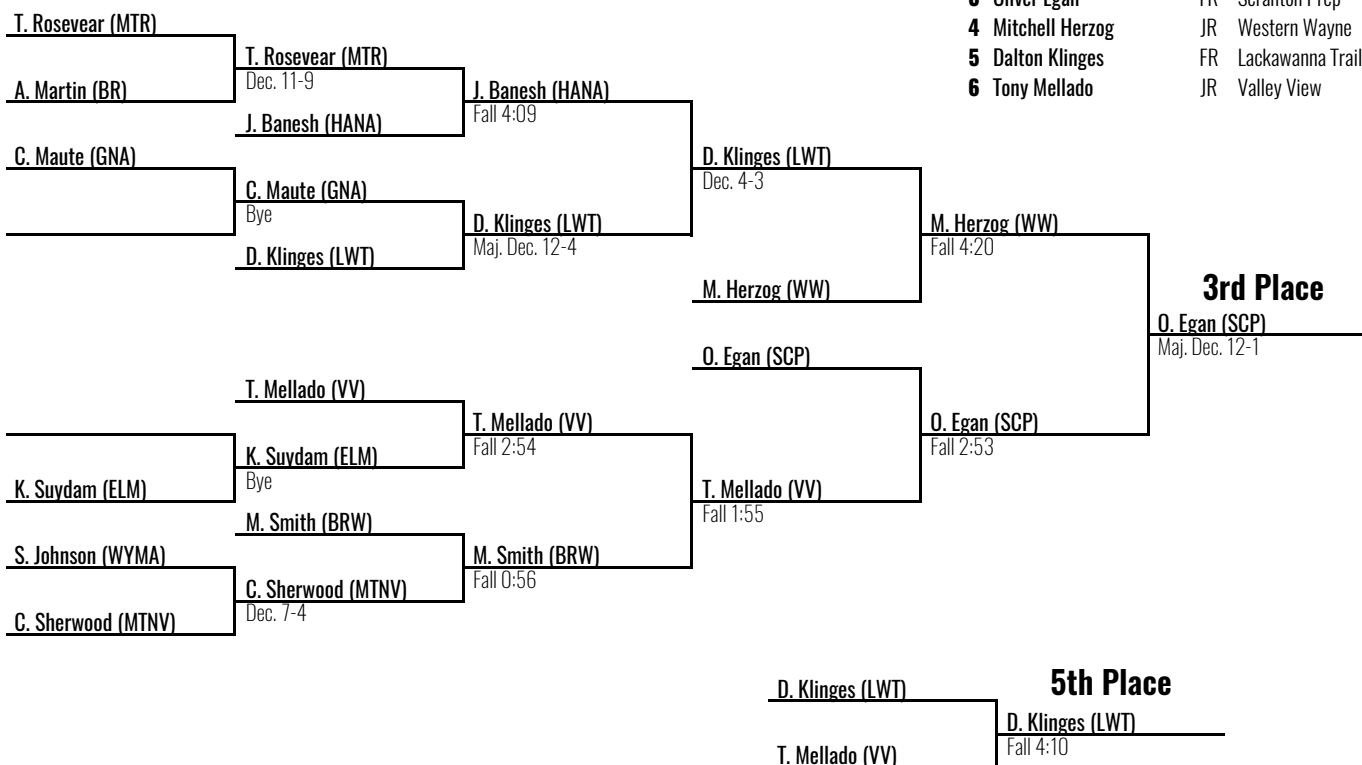 3 Oliver Egan FR Scranton Prep
4 Mitchell Herzog JR Western Wayne
5 Dalton Klinges FR Lackawanna Trail
6 Tony Mellado JR Valley View
T. Rosevear (MTR)
A. Martin (BR)
C. Maute (GNA)
K. Suydam (ELM)
S. Johnson (WYMA)
C. Sherwood (MTNV)
T. Rosevear (MTR)
Dec. 11-9
J. Banesh (HANA)
C. Maute (GNA)
Bye
D. Klinges (LWT)
T. Mellado (VV)
K. Suydam (ELM)
Bye
M. Smith (BRW)
C. Sherwood (MTNV)
Dec. 7-4
J. Banesh (HANA)
Fall 4:09
D. Klinges (LWT)
Maj. Dec. 12-4
T. Mellado (VV)
Fall 2:54
M. Smith (BRW)
Fall 0:56
D. Klinges (LWT)
Dec. 4-3
M. Herzog (WW)
O. Egan (SCP)
T. Mellado (VV)
Fall 1:55
M. Herzog (WW)
Fall 4:20
O. Egan (SCP)
Fall 2:53
3rd Place
O. Egan (SCP)
Maj. Dec. 12-1
5th Place
D. Klinges (LWT)
T. Mellado (VV)
D. Klinges (LWT)
Fall 4:10